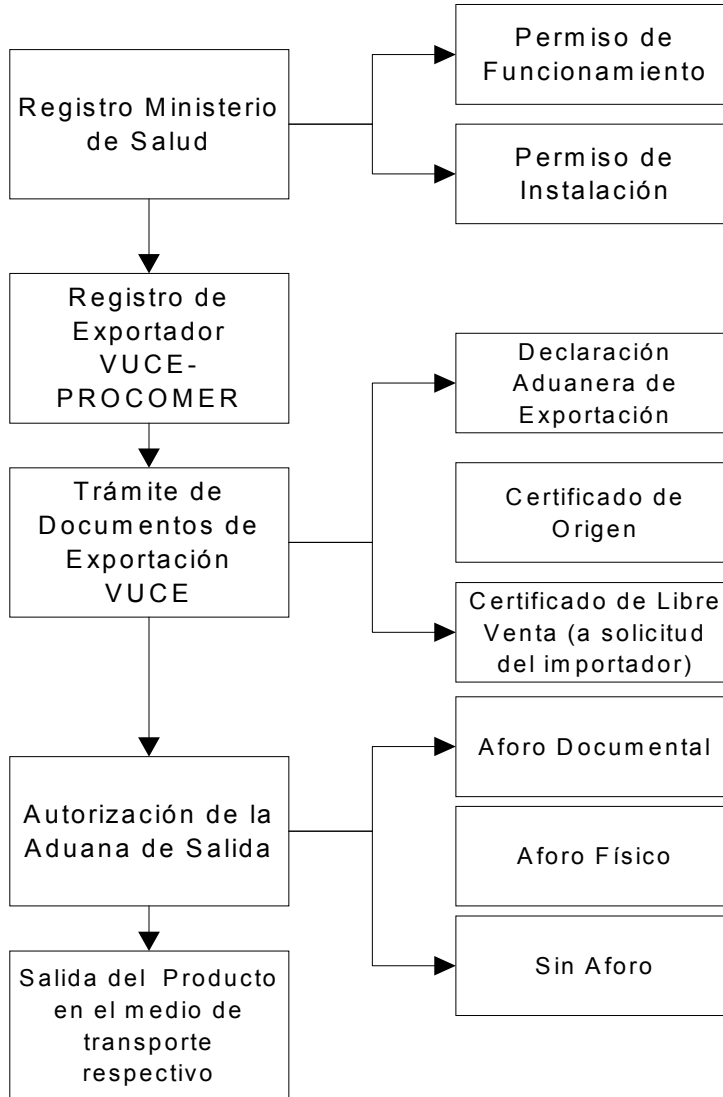 Permiso de
Funcionamiento
Registro Ministerio
de Salud
Permiso de
Instalación
Registro de
Exportador
VUCE-
PROCOMER
Declaración
Aduanera de
Exportación
Trámite de
Documentos de
Exportación
VUCE
Certificado de
Origen
Certificado de Libre
Venta (a solicitud
del importador)
Aforo Documental
Autorización de la
Aduana de Salida
Aforo Físico
Sin Aforo
Salida del Producto
en el medio de
transporte
respectivo